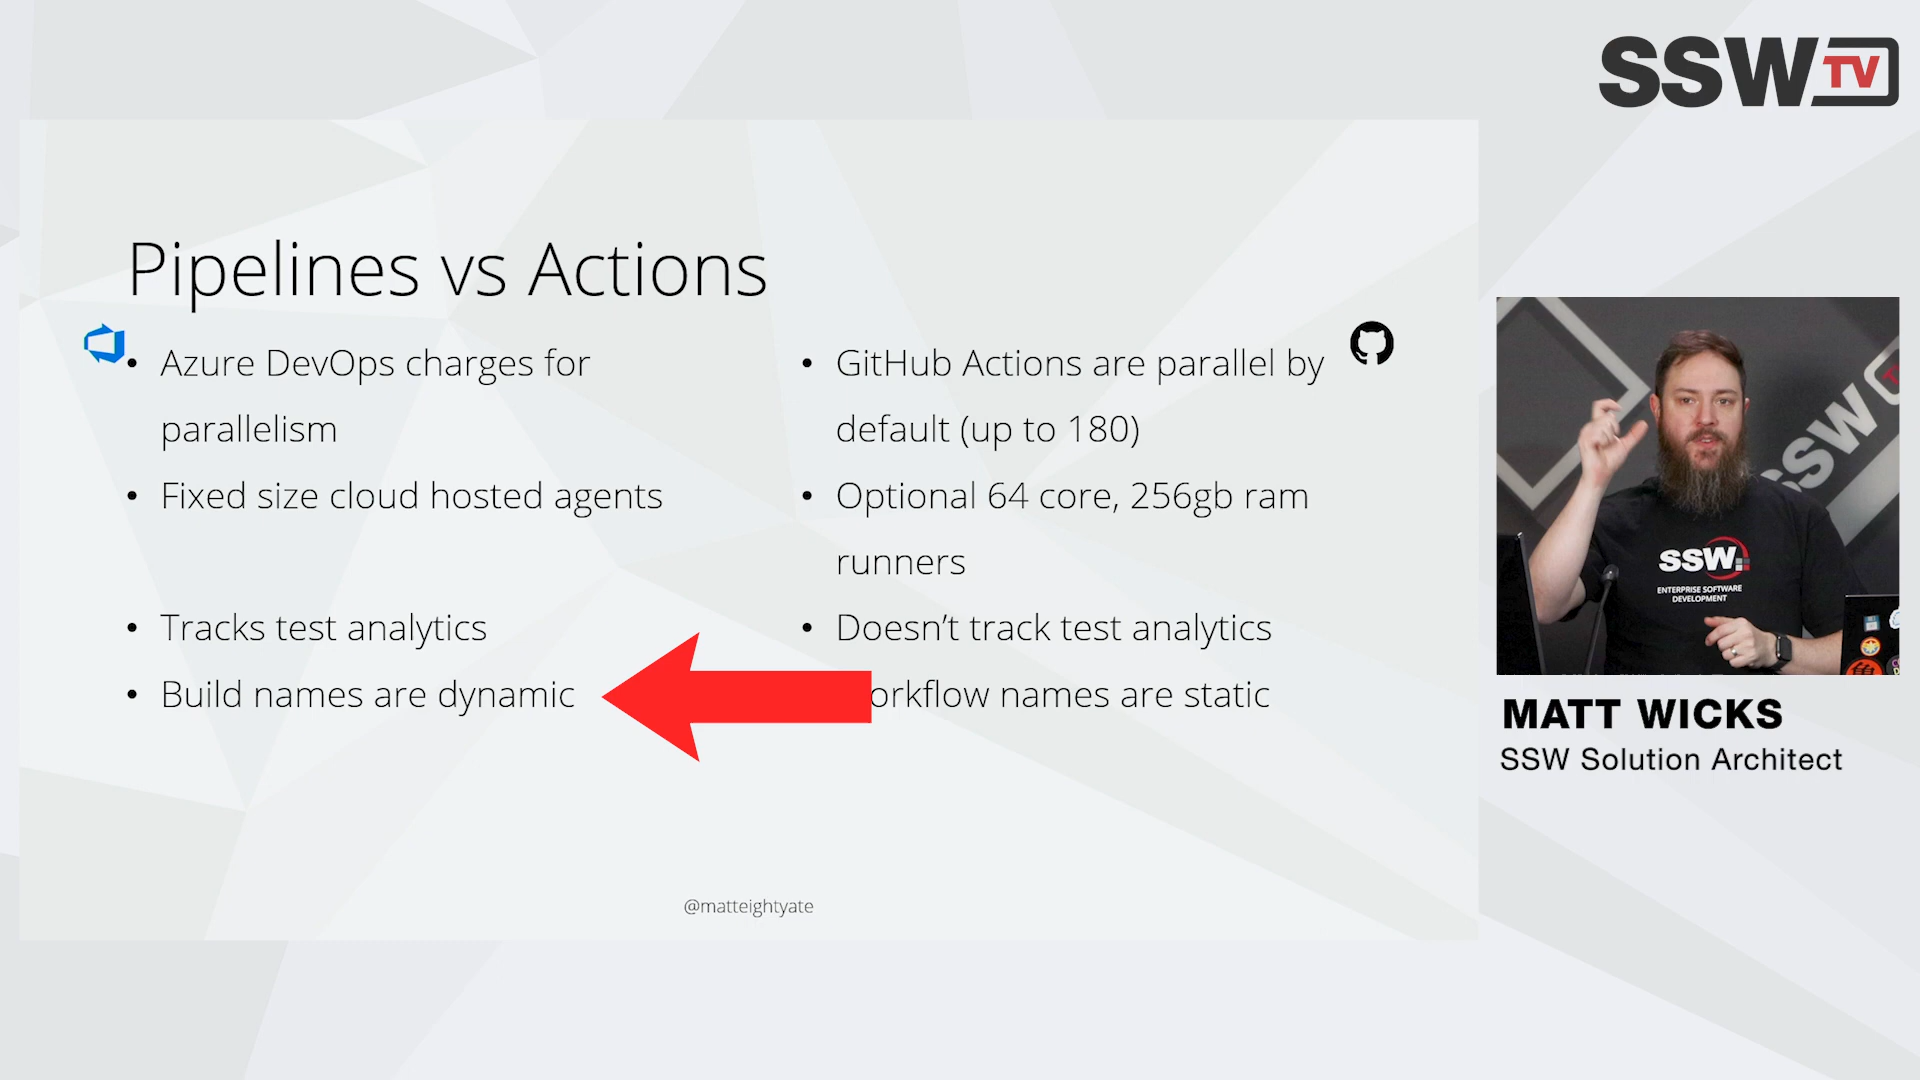 SSW TV
Pipelines vs Actions
• Azure DevOps charges for
parallelism
• Fixed size cloud hosted agents
• Tracks test analytics
• Build names are dynamic
• GitHub Actions are parallel by
default (up to 180)
• Optional 64 core, 256gb ram
runners
• Doesn't track test analytics
orkflow names are static
@matteightyate
SSW
SSW
ENTERPRISE SOFTWARE
DEVELOPMENT
MATT WICKS
SSW Solution Architect